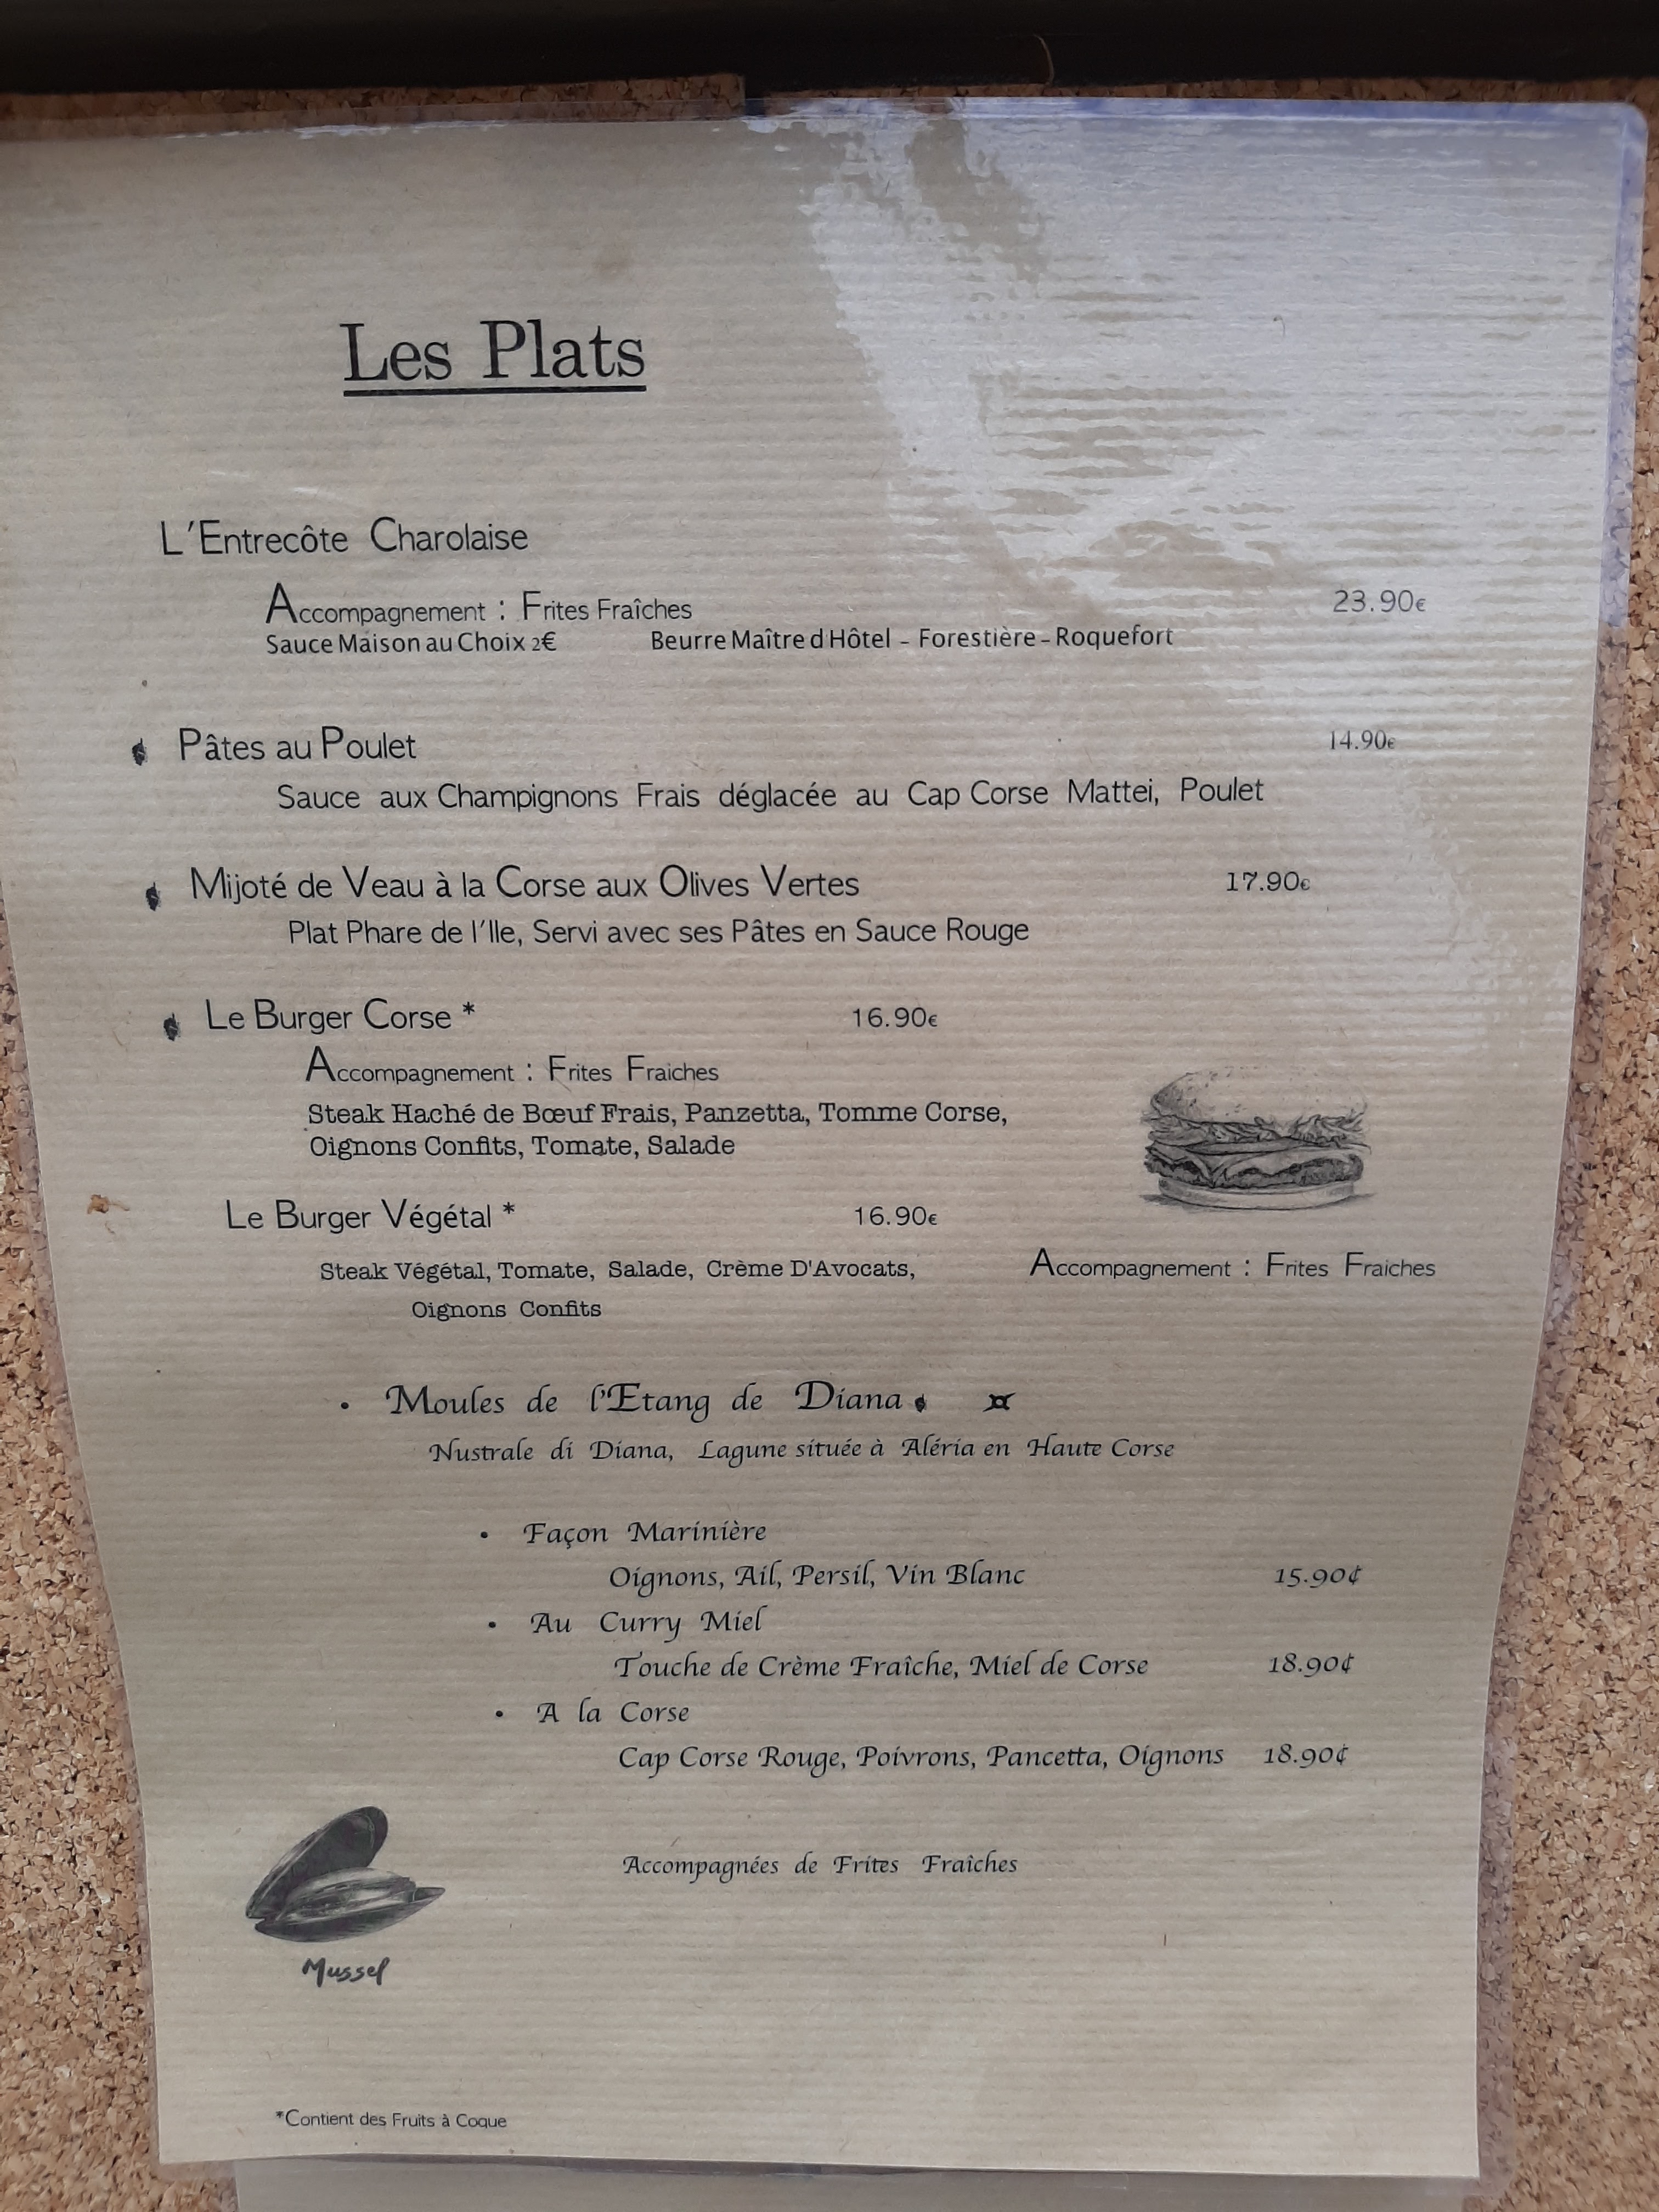 Les Plats
L'Entrecôte Charolaise
Accompagnement : Frites Fraîches 23.90€
Sauce Maison au Choix 2€ Beurre Maître d Hôtel - Forestière - Roquefort
Pâtes au Poulet 14.90€
Sauce aux Champignons Frais déglacée au Cap Corse Mattei, Poulet
Mijoté de Veau à la Corse aux Olives Vertes 17.90€
Plat Phare de l'Ile, Servi avec ses Pâtes en Sauce Rouge
Le Burger Corse * 16.90€
Accompagnement : Frites Fraiches
Steak Haché de Bœuf Frais, Panzetta, Tomme Corse,
Oignons Confits, Tomate, Salade
Le Burger Végétal * 16.90€
Steak Végétal, Tomate, Salade, Crème D'Avocats, Accompagnement : Frites Fraiches
Oignons Confits
• Moules de l'Etang de Diana ¤
Nustrale di Diana, Lagune située à Aléria en Haute Corse
• Façon Marinière
Oignons, Ail, Persil, Vin Blanc 15.90¢
• Au Curry Miel
Touche de Crème Fraîche, Miel de Corse 18.90¢
• A la Corse
Cap Corse Rouge, Poivrons, Pancetta, Oignons 18.90¢
Accompagnées de Frites Fraîches
Mussel
*Contient des Fruits à Coque